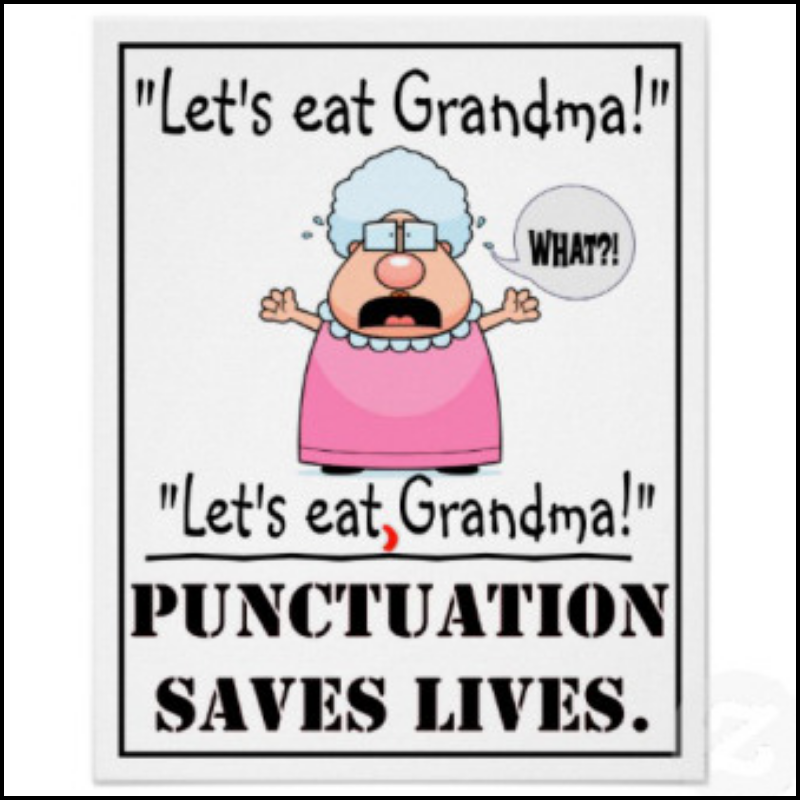 "Let's eat Grandma!"
WHAT?!
"Let's eat, Grandma!"
PUNCTUATION
SAVES LIVES.
Z